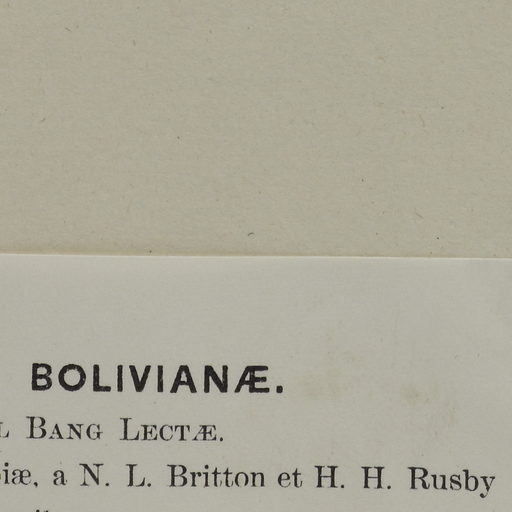 BOLIVIANÆ.
BANG LECTÆ.
a N. L. Britton et H. H. Rusby